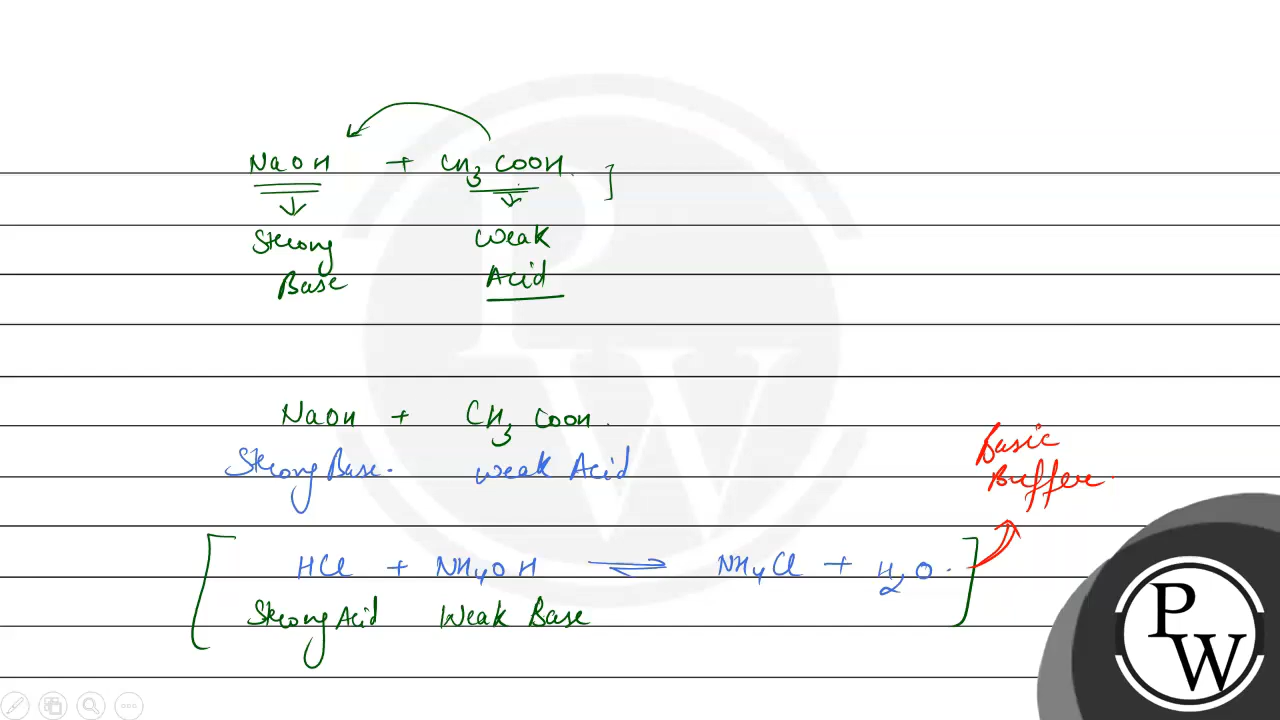 NaOH + CH3COOH.]
Strong Base
Weak Acid
NaOH + CH3COOH.
Strong Base. Weak Acid
Basic Buffer.
[HCl + NH4OH ⇌ NH4Cl + H2O.]
Strong Acid Weak Base
P
W
PW